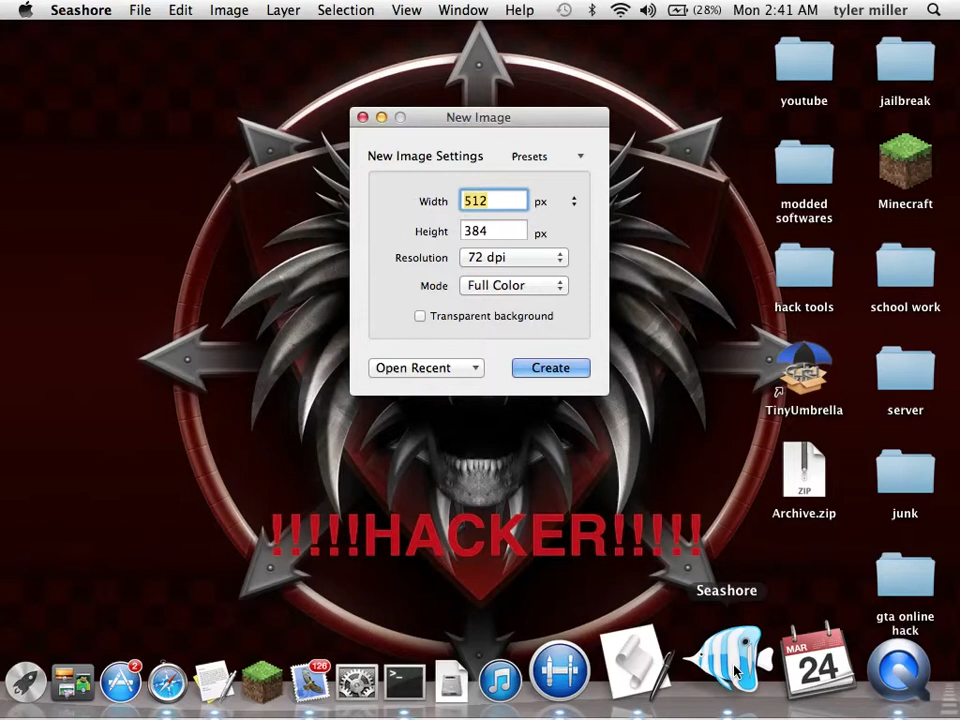 Seashore File Edit Image Layer Selection View Window Help (28%) Mon 2:41 AM tyler miller
New Image
New Image Settings Presets
Width 512 px
Height 384 px
Resolution 72 dpi
Mode Full Color
Transparent background
Open Recent Create
youtube
jailbreak
modded
softwares
Minecraft
hack tools
school work
TinyUmbrella
server
ZIP
Archive.zip
junk
gta online
hack
!!!!!HACKER!!!!!
Seashore
2
126
MAR
24